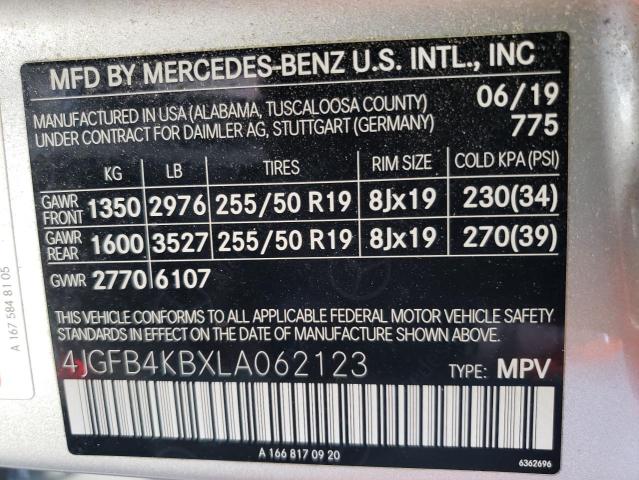 MFD BY MERCEDES-BENZ U.S. INTL., INC
MANUFACTURED IN USA (ALABAMA, TUSCALOOSA COUNTY) 06/19
UNDER CONTRACT FOR DAIMLER AG, STUTTGART (GERMANY) 775
KG LB TIRES RIM SIZE COLD KPA (PSI)
GAWR FRONT 1350 2976 255/50 R19 8Jx19 230(34)
GAWR REAR 1600 3527 255/50 R19 8Jx19 270(39)
GVWR 2770 6107
THIS VEHICLE CONFORMS TO ALL APPLICABLE FEDERAL MOTOR VEHICLE SAFETY
STANDARDS IN EFFECT ON THE DATE OF MANUFACTURE SHOWN ABOVE.
4JGFB4KBXLA062123 TYPE: MPV
A 166 817 09 20
6362696
A 167 584 81 05